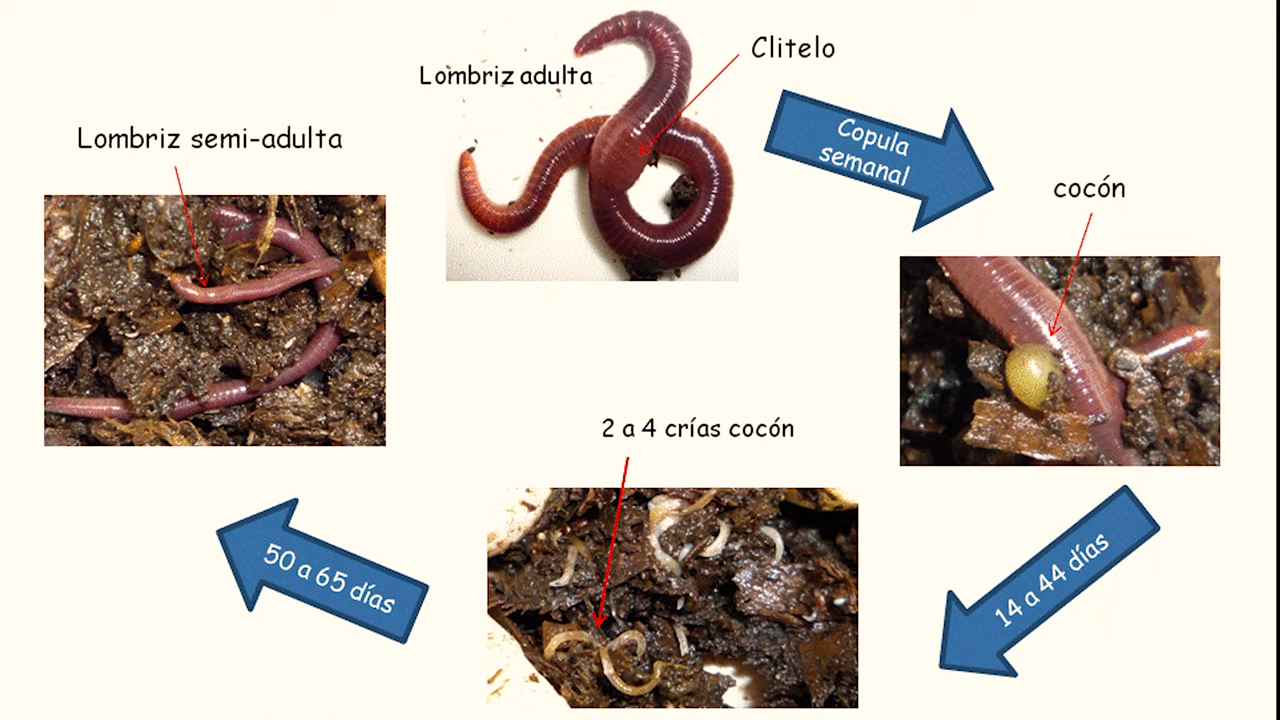 Clitelo
Lombriz adulta
Copula
semanal
Lombriz semi-adulta
cocón
2 a 4 crías cocón
50 a 65 días
14 a 44 días